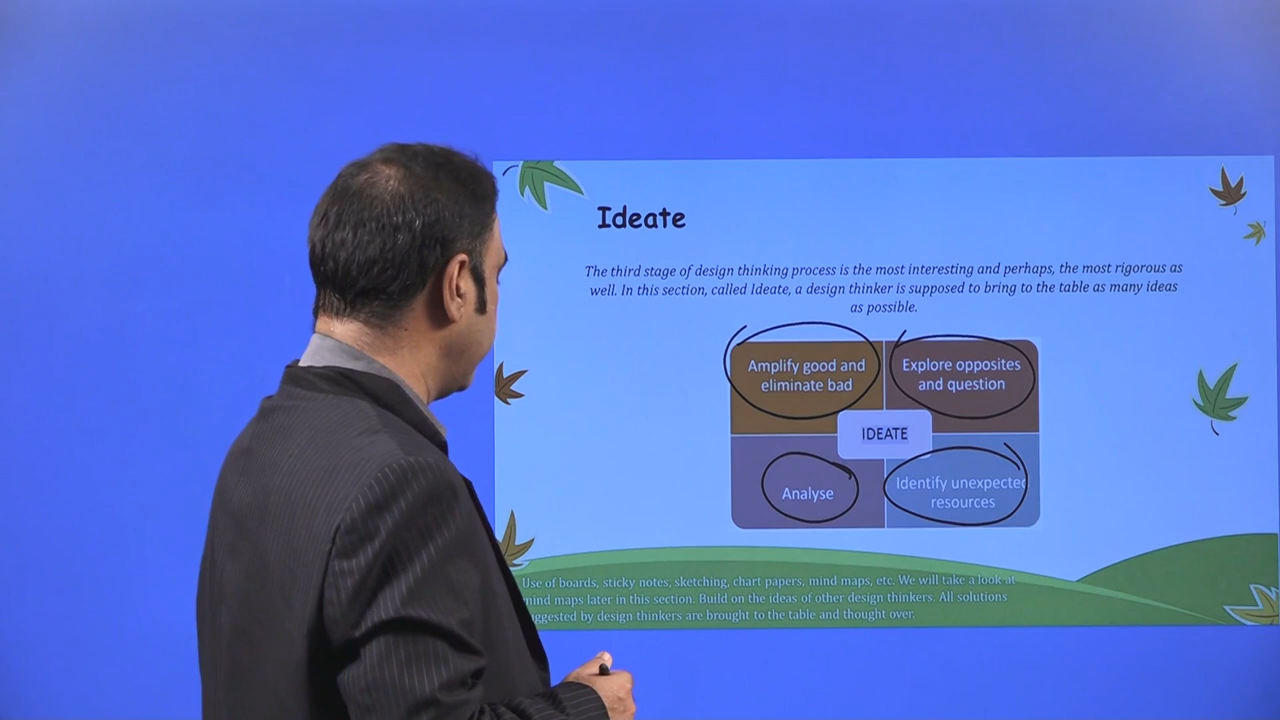 Ideate
The third stage of design thinking process is the most interesting and perhaps, the most rigorous as
well. In this section, called Ideate, a design thinker is supposed to bring to the table as many ideas
as possible.
Amplify good and
eliminate bad
Explore opposites
and question
IDEATE
Analyse
Identify unexpected
resources
Use of boards, sticky notes, sketching, chart papers, mind maps, etc. We will take a look at
mind maps later in this section. Build on the ideas of other design thinkers. All solutions
suggested by design thinkers are brought to the table and thought over.